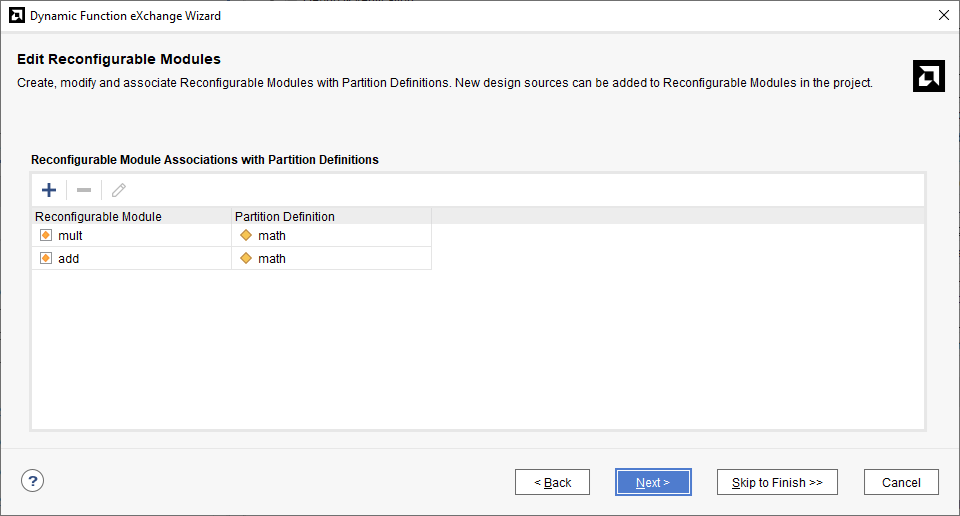 Dynamic Function eXchange Wizard
Edit Reconfigurable Modules
Create, modify and associate Reconfigurable Modules with Partition Definitions. New design sources can be added to Reconfigurable Modules in the project.
Reconfigurable Module Associations with Partition Definitions
Reconfigurable Module Partition Definition
mult math
add math
? < Back Next > Skip to Finish >> Cancel